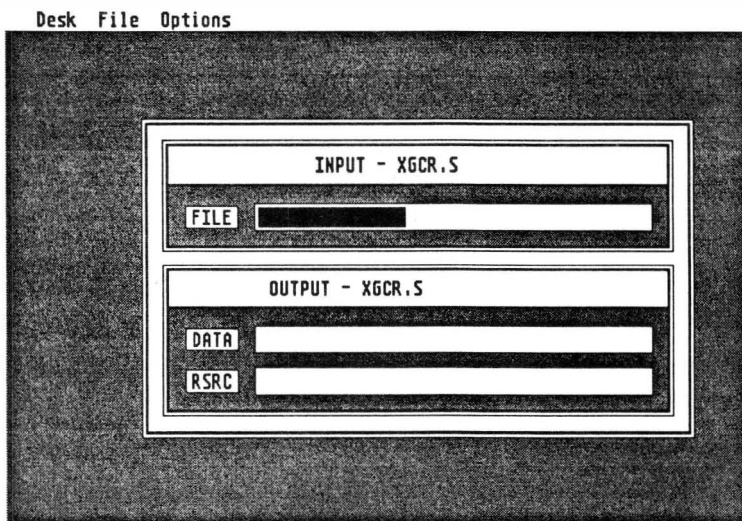 Desk File Options
INPUT - XGCR.S
FILE
OUTPUT - XGCR.S
DATA
RSRC